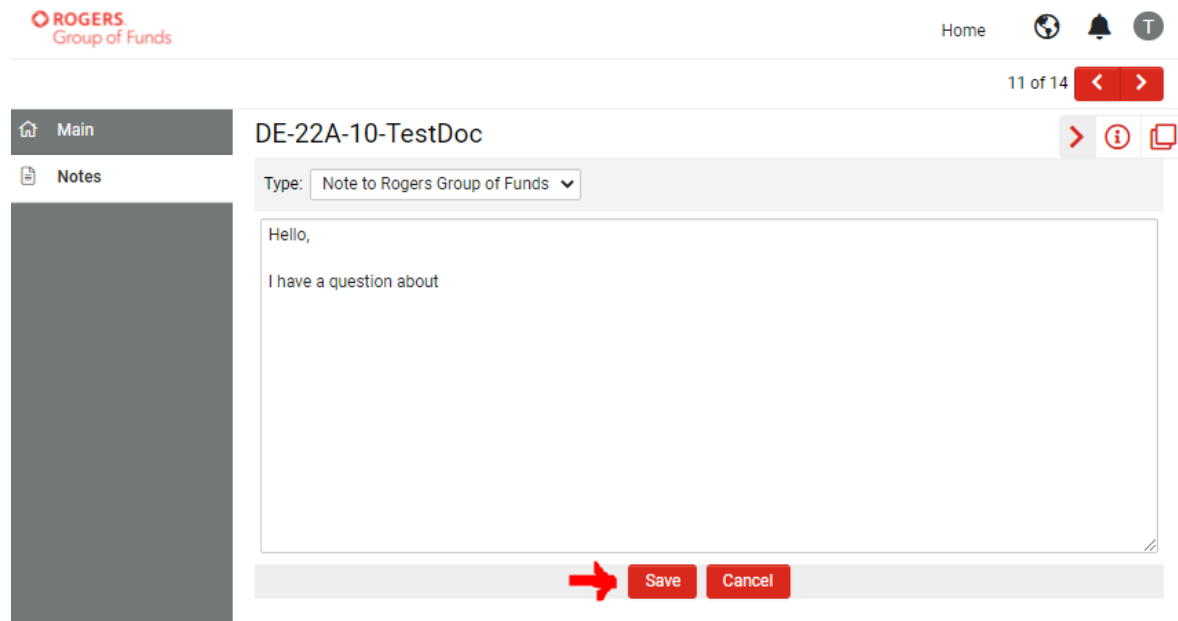 ROGERS.
Group of Funds
Home
T
11 of 14
Main
Notes
DE-22A-10-TestDoc
Type: Note to Rogers Group of Funds
Hello,
I have a question about
Save Cancel